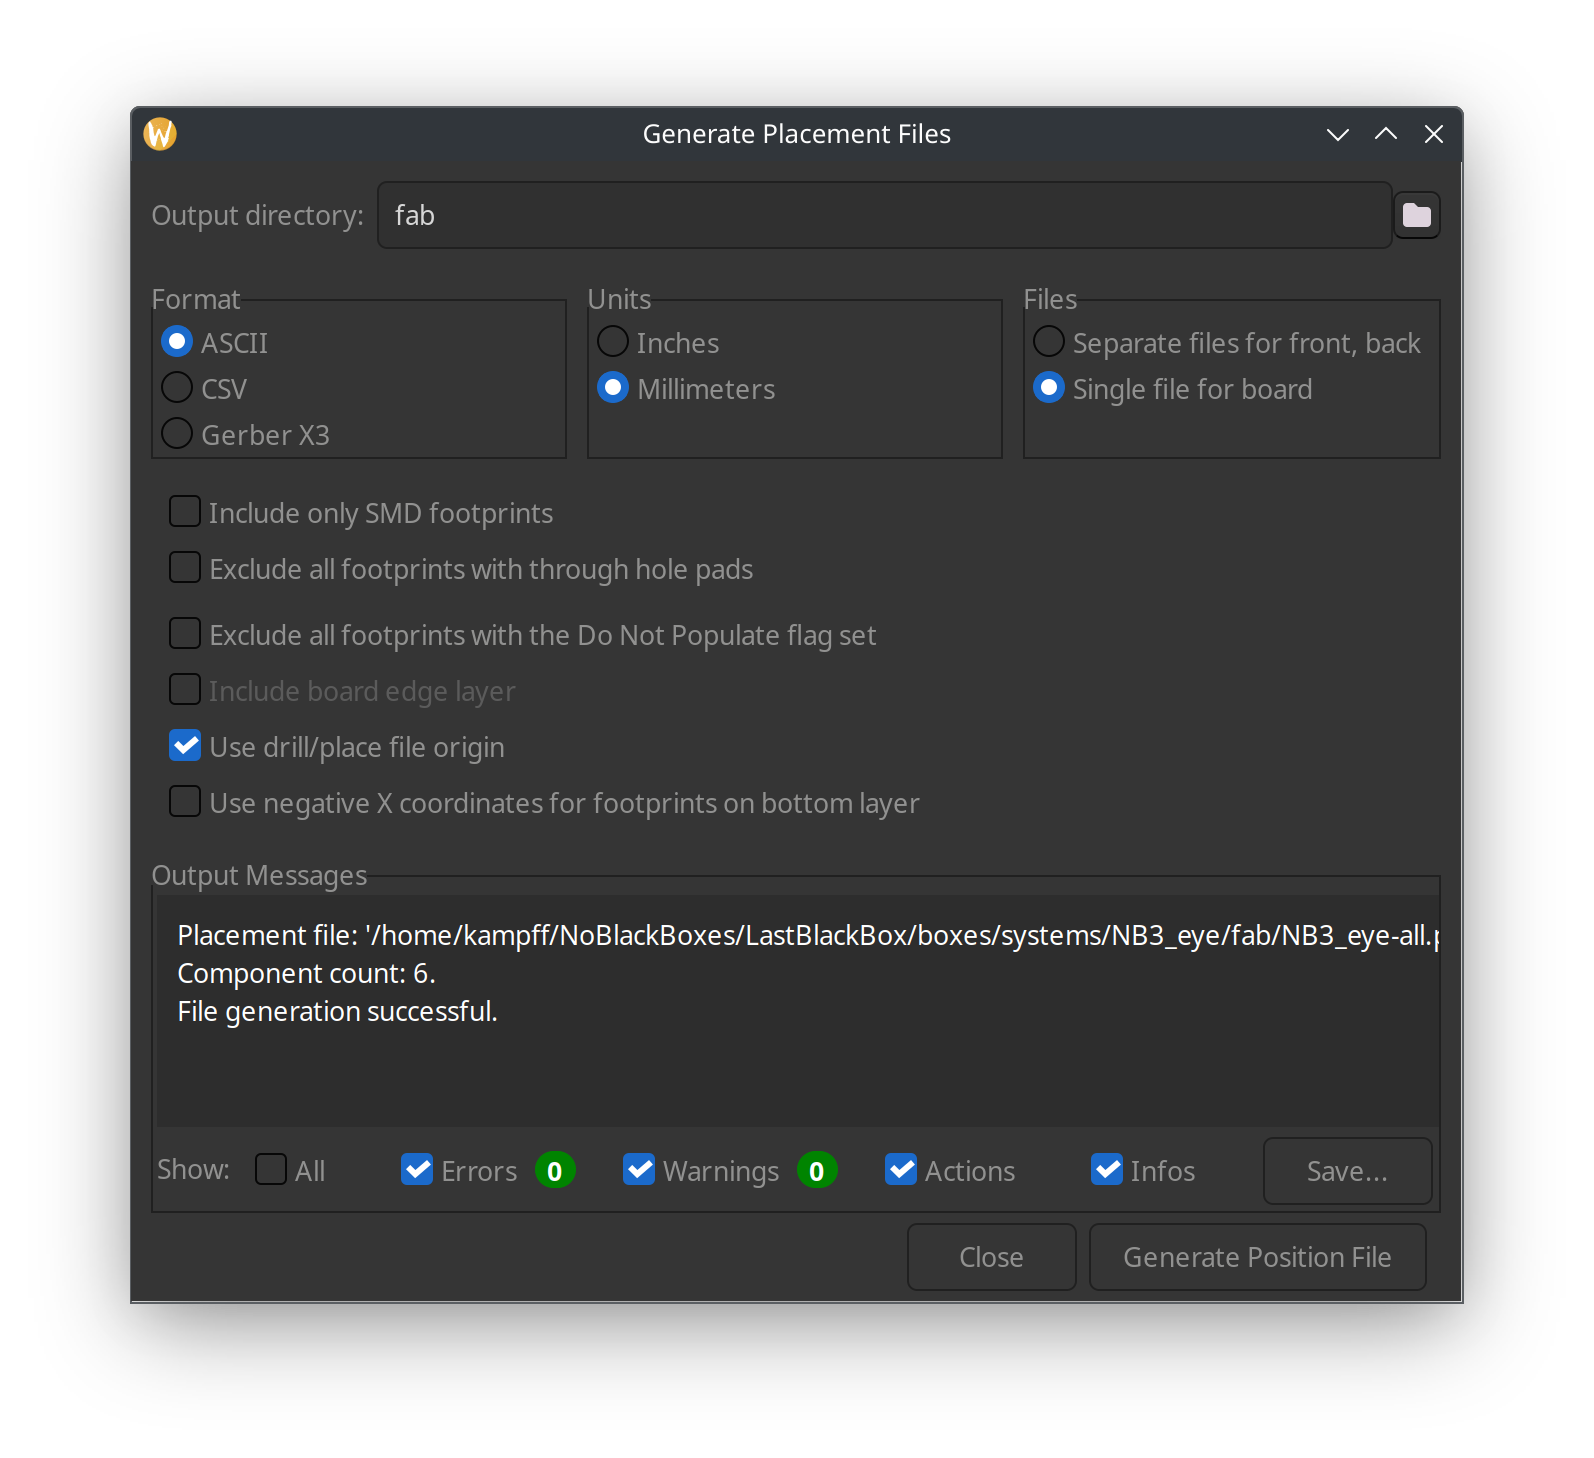 Generate Placement Files
Output directory: fab
Format
ASCII
CSV
Gerber X3
Units
Inches
Millimeters
Files
Separate files for front, back
Single file for board
Include only SMD footprints
Exclude all footprints with through hole pads
Exclude all footprints with the Do Not Populate flag set
Include board edge layer
Use drill/place file origin
Use negative X coordinates for footprints on bottom layer
Output Messages
Placement file: '/home/kampff/NoBlackBoxes/LastBlackBox/boxes/systems/NB3_eye/fab/NB3_eye-all.p
Component count: 6.
File generation successful.
Show: All Errors 0 Warnings 0 Actions Infos Save...
Close Generate Position File